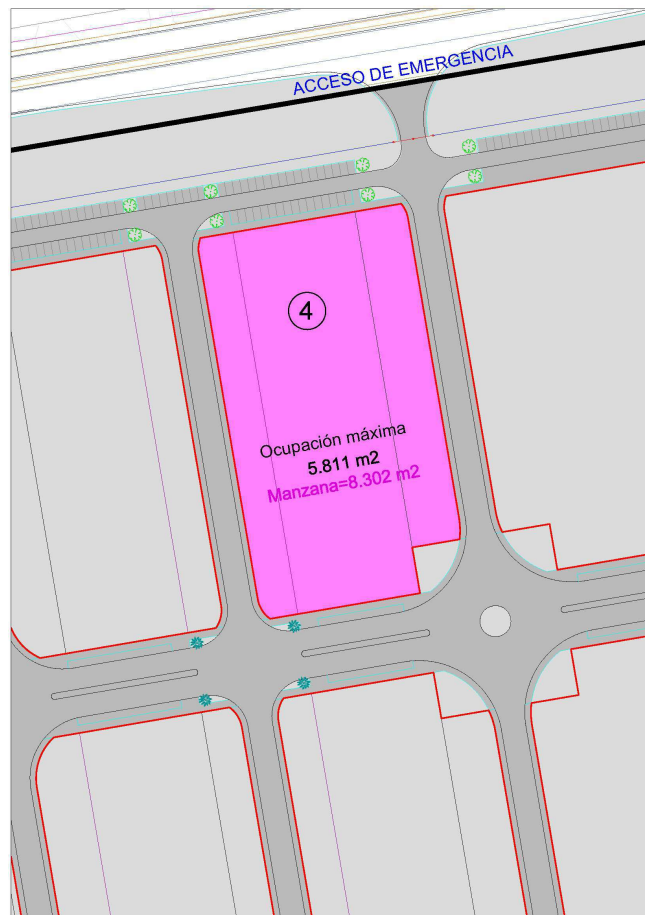 ACCESO DE EMERGENCIA
4
Ocupación máxima
5.811 m2
Manzana=8.302 m2